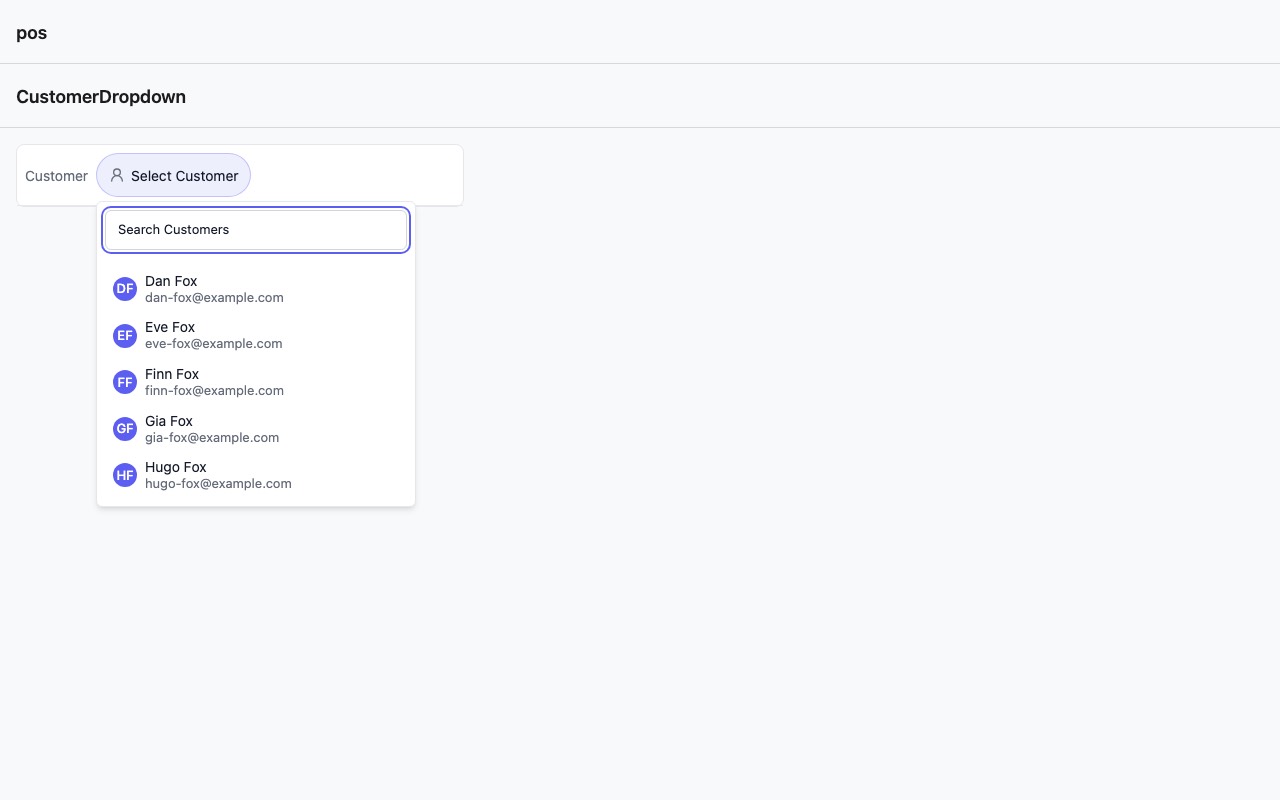 pos
CustomerDropdown
Customer
Select Customer
Search Customers
DF
Dan Fox
dan-fox@example.com
EF
Eve Fox
eve-fox@example.com
FF
Finn Fox
finn-fox@example.com
GF
Gia Fox
gia-fox@example.com
HF
Hugo Fox
hugo-fox@example.com